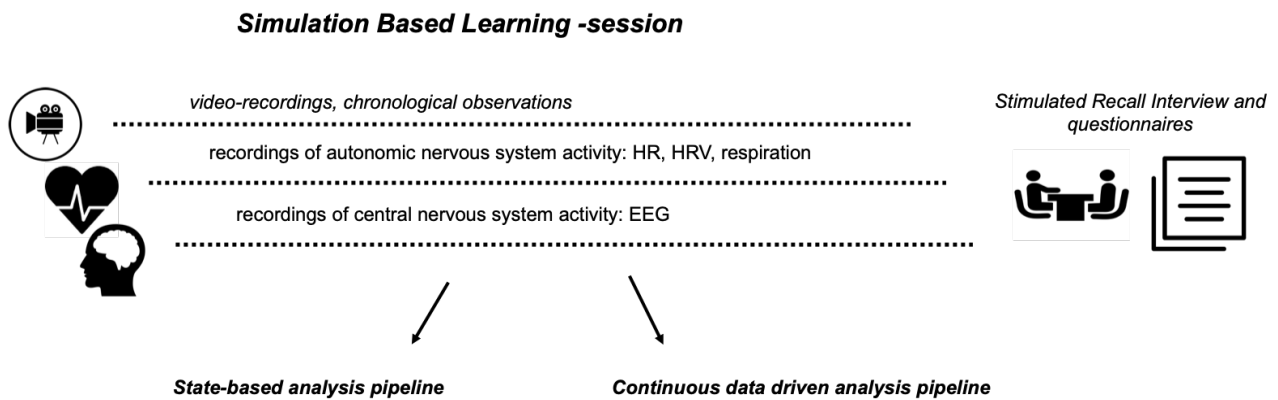 Simulation Based Learning -session
video-recordings, chronological observations
Stimulated Recall Interview and
questionnaires
recordings of autonomic nervous system activity: HR, HRV, respiration
recordings of central nervous system activity: EEG
State-based analysis pipeline
Continuous data driven analysis pipeline